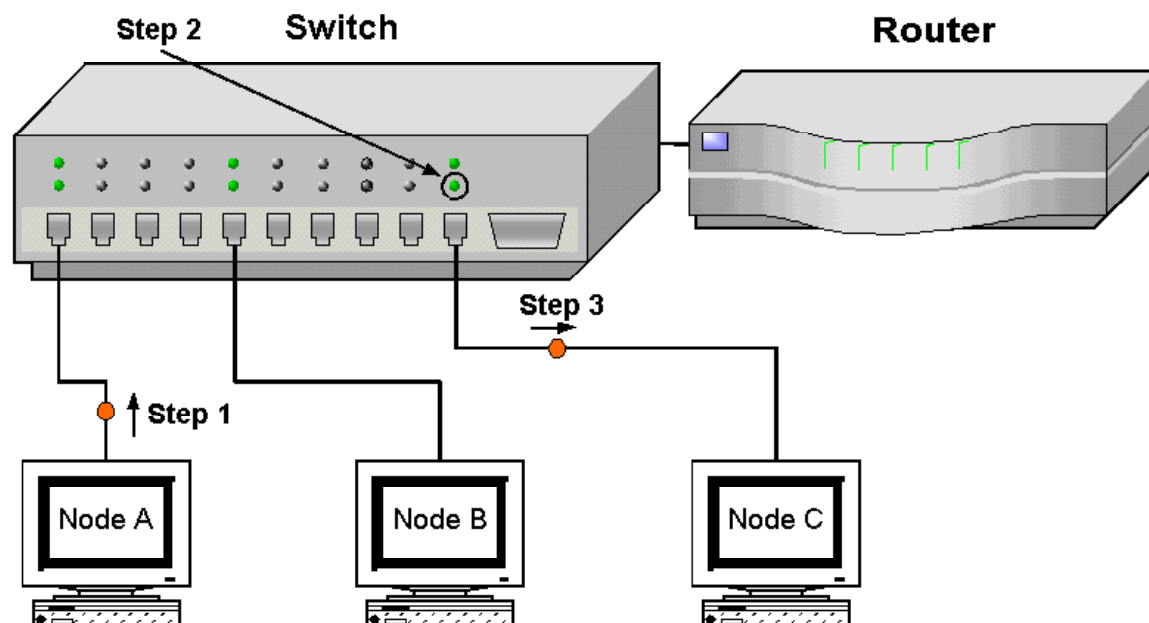 Step 2
Switch
Router
Step 3
Step 1
Node A
Node B
Node C